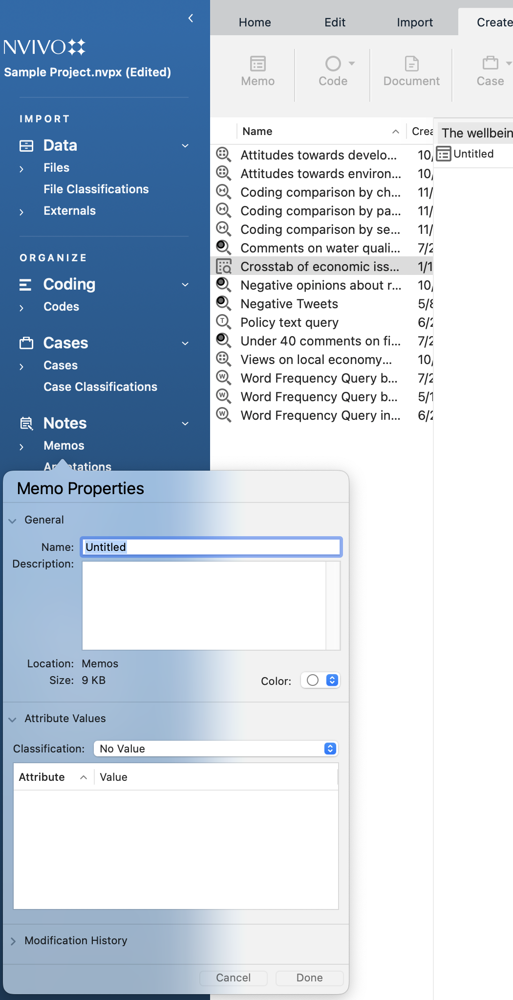 NVIVO
Sample Project.nvpx (Edited)
IMPORT
Data
Files
File Classifications
Externals
ORGANIZE
Coding
Codes
Cases
Cases
Case Classifications
Notes
Memos
Home Edit Import Create
Memo Code Document Case
Name
Attitudes towards develo...
Attitudes towards environ...
Coding comparison by ch...
Coding comparison by pa...
Coding comparison by se...
Comments on water quali...
Crosstab of economic iss...
Negative opinions about r...
Negative Tweets
Policy text query
Under 40 comments on fi...
Views on local economy...
Word Frequency Query b...
Word Frequency Query b...
Word Frequency Query in...
Crea
10/
10/
11/
11/
11/
7/2
1/1
10/
5/8
6/2
7/2
10/
7/2
5/1
6/2
The wellbein
Untitled
Memo Properties
General
Name: Untitled
Description:
Location: Memos
Size: 9 KB
Color:
Attribute Values
Classification: No Value
Attribute Value
Modification History
Cancel Done